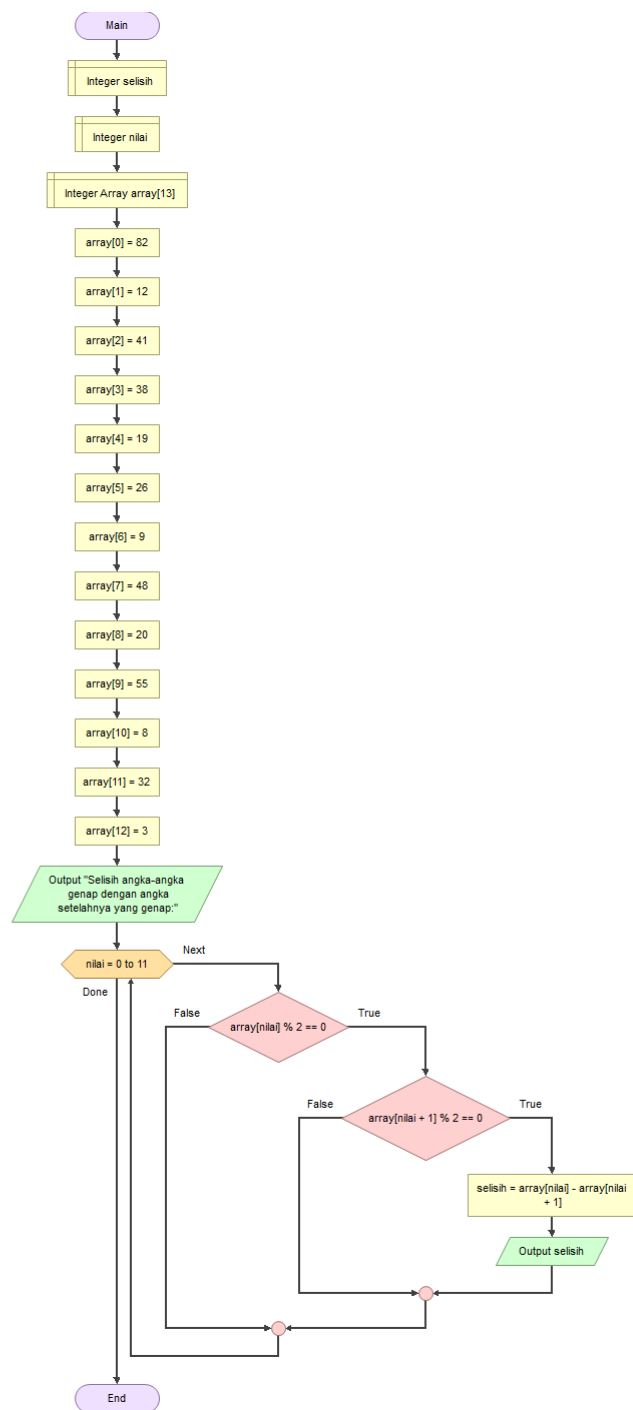 Main
Integer selisih
Integer nilai
Integer Array array[13]
array[0] = 82
array[1] = 12
array[2] = 41
array[3] = 38
array[4] = 19
array[5] = 26
array[6] = 9
array[7] = 48
array[8] = 20
array[9] = 55
array[10] = 8
array[11] = 32
array[12] = 3
Output "Selisih angka-angka
genap dengan angka
setelahnya yang genap:"
nilai = 0 to 11
Next
Done
False
array[nilai] % 2 == 0
True
False
array[nilai + 1] % 2 == 0
True
selisih = array[nilai] - array[nilai
+ 1]
Output selisih
End